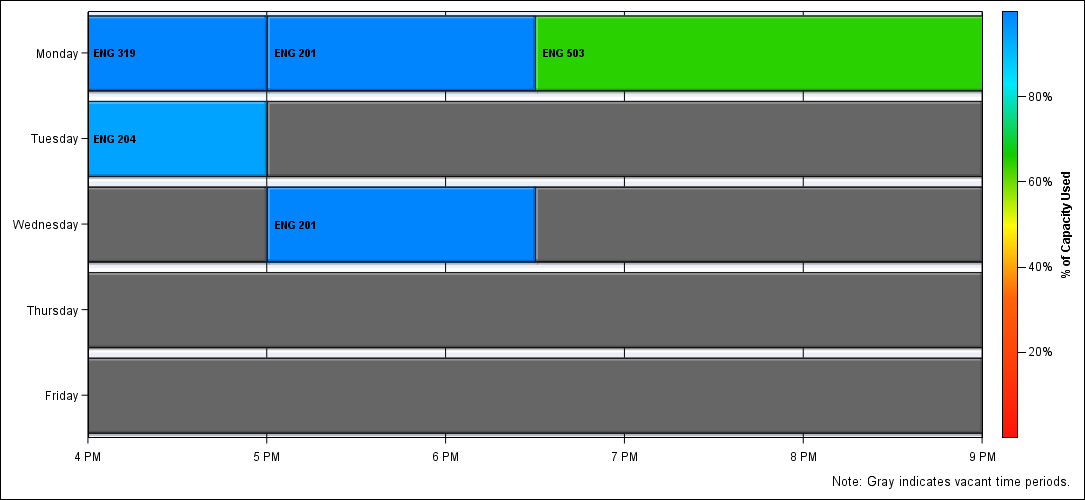 Monday
ENG 319
ENG 201
ENG 503
Tuesday
ENG 204
Wednesday
ENG 201
Thursday
Friday
4 PM
5 PM
6 PM
7 PM
8 PM
9 PM
80%
60%
40%
20%
% of Capacity Used
Note: Gray indicates vacant time periods.